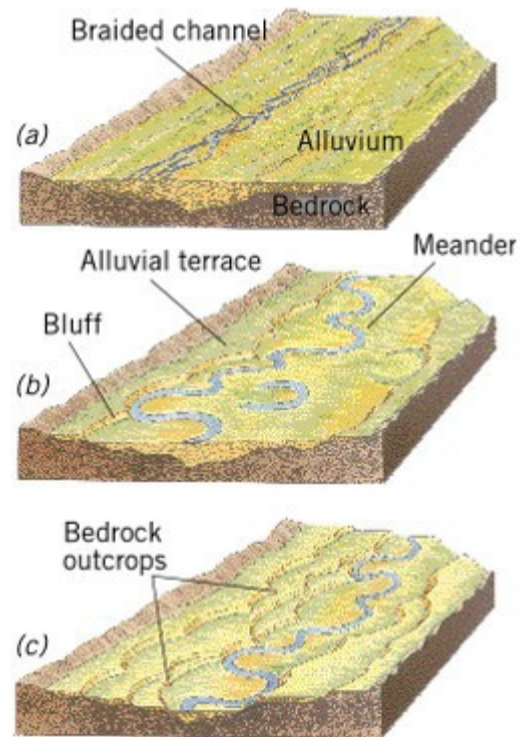 Braided channel
(a)
Alluvium
Bedrock
Meander
Alluvial terrace
Bluff
(b)
Bedrock
outcrops
(c)